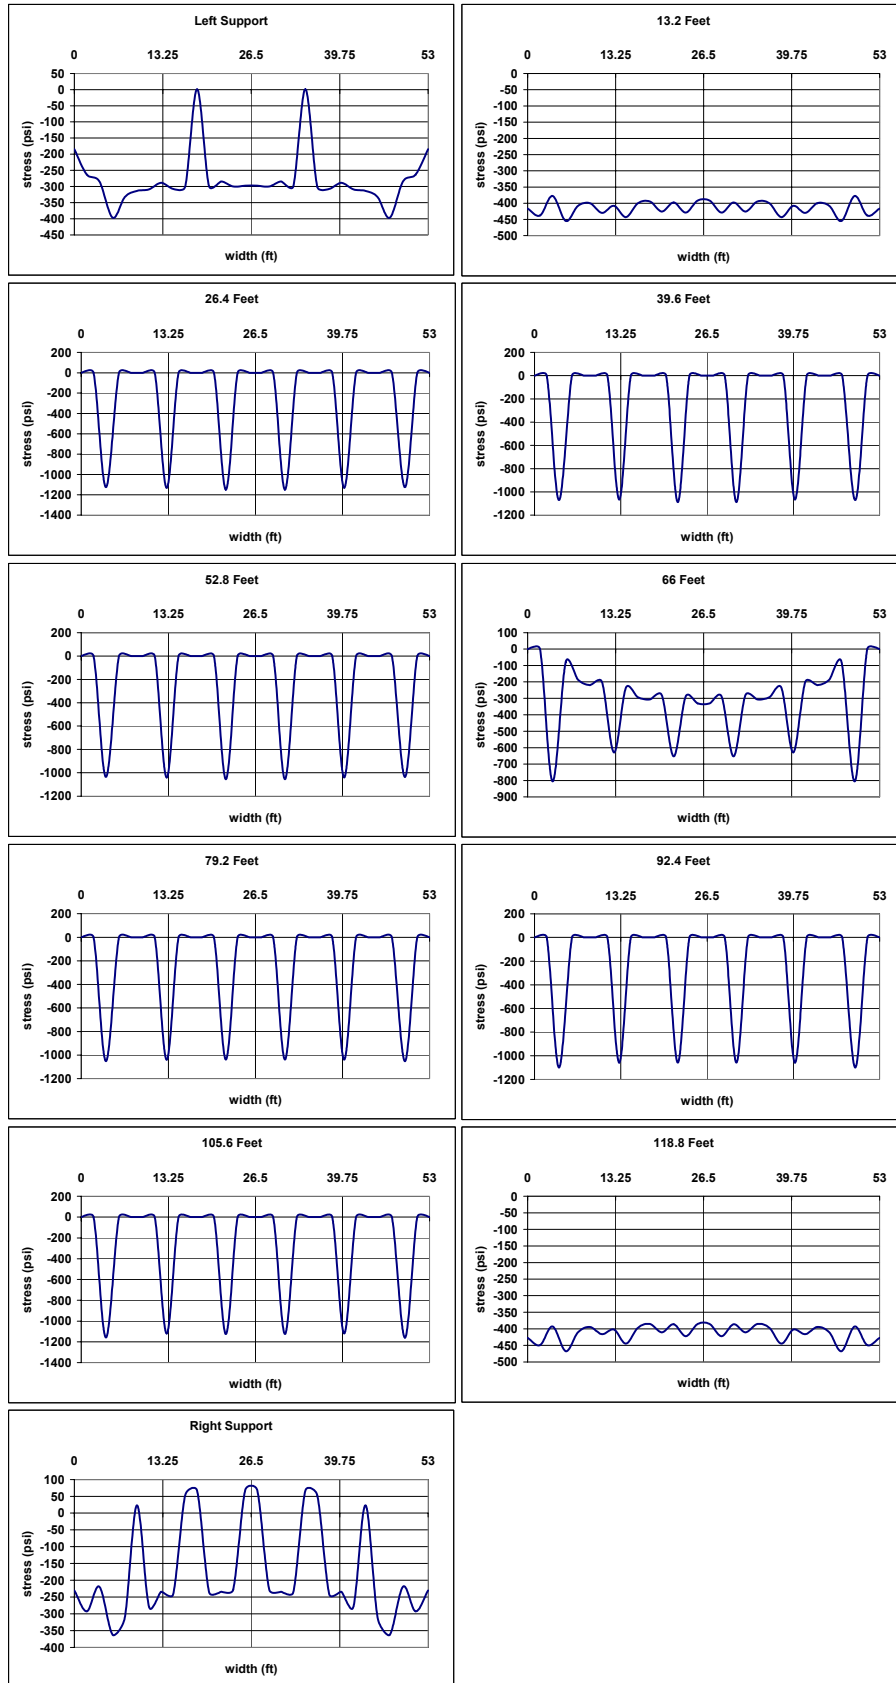 Left Support
0 13.25 26.5 39.75 53
50
0
-50
-100
-150
-200
-250
-300
-350
-400
-450
stress (psi)
width (ft)
13.2 Feet
0 13.25 26.5 39.75 53
0
-50
-100
-150
-200
-250
-300
-350
-400
-450
-500
stress (psi)
width (ft)
26.4 Feet
0 13.25 26.5 39.75 53
200
0
-200
-400
-600
-800
-1000
-1200
-1400
stress (psi)
width (ft)
39.6 Feet
0 13.25 26.5 39.75 53
200
0
-200
-400
-600
-800
-1000
-1200
stress (psi)
width (ft)
52.8 Feet
0 13.25 26.5 39.75 53
200
0
-200
-400
-600
-800
-1000
-1200
stress (psi)
width (ft)
66 Feet
0 13.25 26.5 39.75 53
100
0
-100
-200
-300
-400
-500
-600
-700
-800
-900
stress (psi)
width (ft)
79.2 Feet
0 13.25 26.5 39.75 53
200
0
-200
-400
-600
-800
-1000
-1200
stress (psi)
width (ft)
92.4 Feet
0 13.25 26.5 39.75 53
200
0
-200
-400
-600
-800
-1000
-1200
stress (psi)
width (ft)
105.6 Feet
0 13.25 26.5 39.75 53
200
0
-200
-400
-600
-800
-1000
-1200
-1400
stress (psi)
width (ft)
118.8 Feet
0 13.25 26.5 39.75 53
0
-50
-100
-150
-200
-250
-300
-350
-400
-450
-500
stress (psi)
width (ft)
Right Support
0 13.25 26.5 39.75 53
100
50
0
-50
-100
-150
-200
-250
-300
-350
-400
stress (psi)
width (ft)